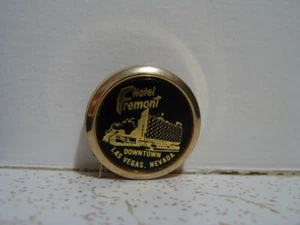 Hotel
Fremont
DOWNTOWN
LAS VEGAS, NEVADA